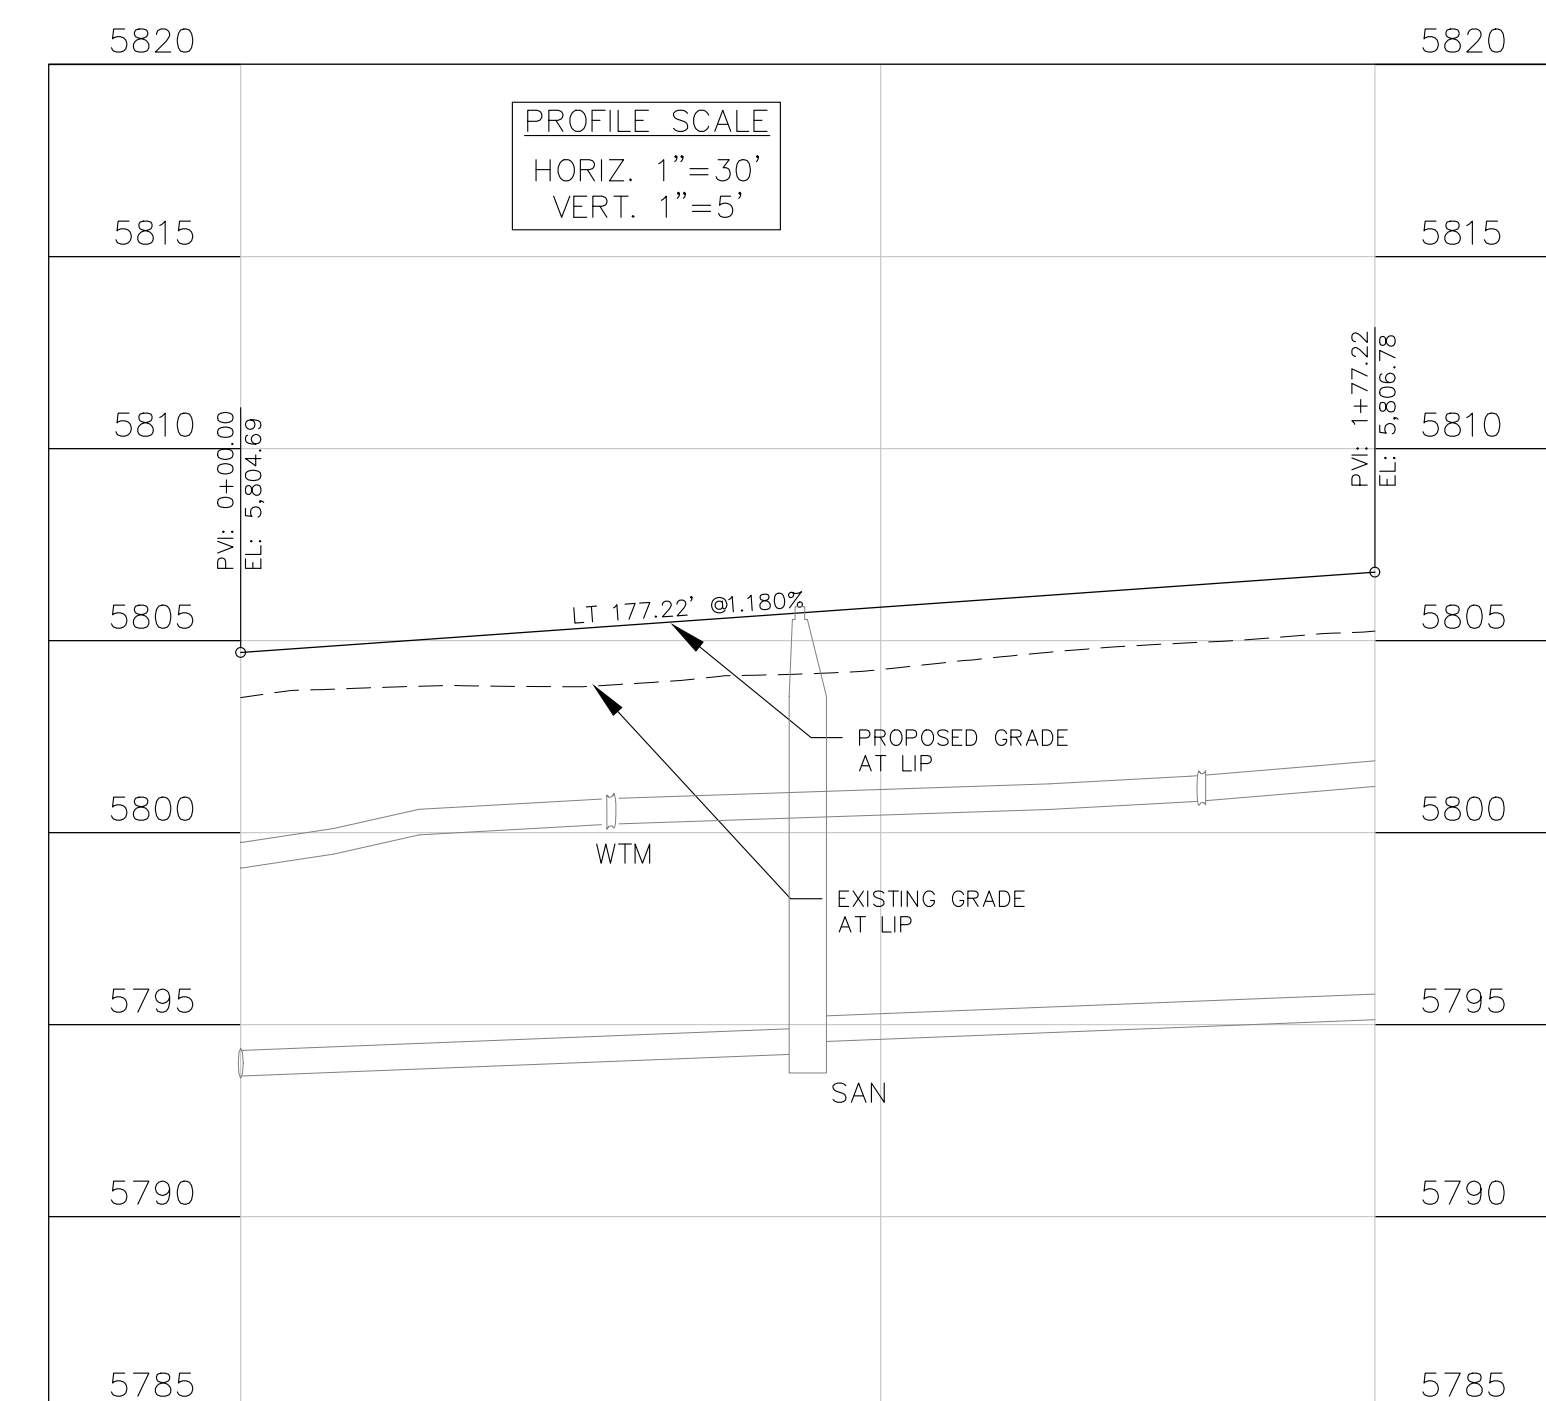 5820 5820
PROFILE SCALE
HORIZ. 1”=30’
VERT. 1”=5’
5815 5815
PVI: 1+77.22
EL: 5,806.78
5810 5810
PVI: 0+00.00
EL: 5,804.69
LT 177.22’ @1.180%
5805 5805
PROPOSED GRADE
AT LIP
5800 5800
WTM
EXISTING GRADE
AT LIP
5795 5795
SAN
5790 5790
5785 5785